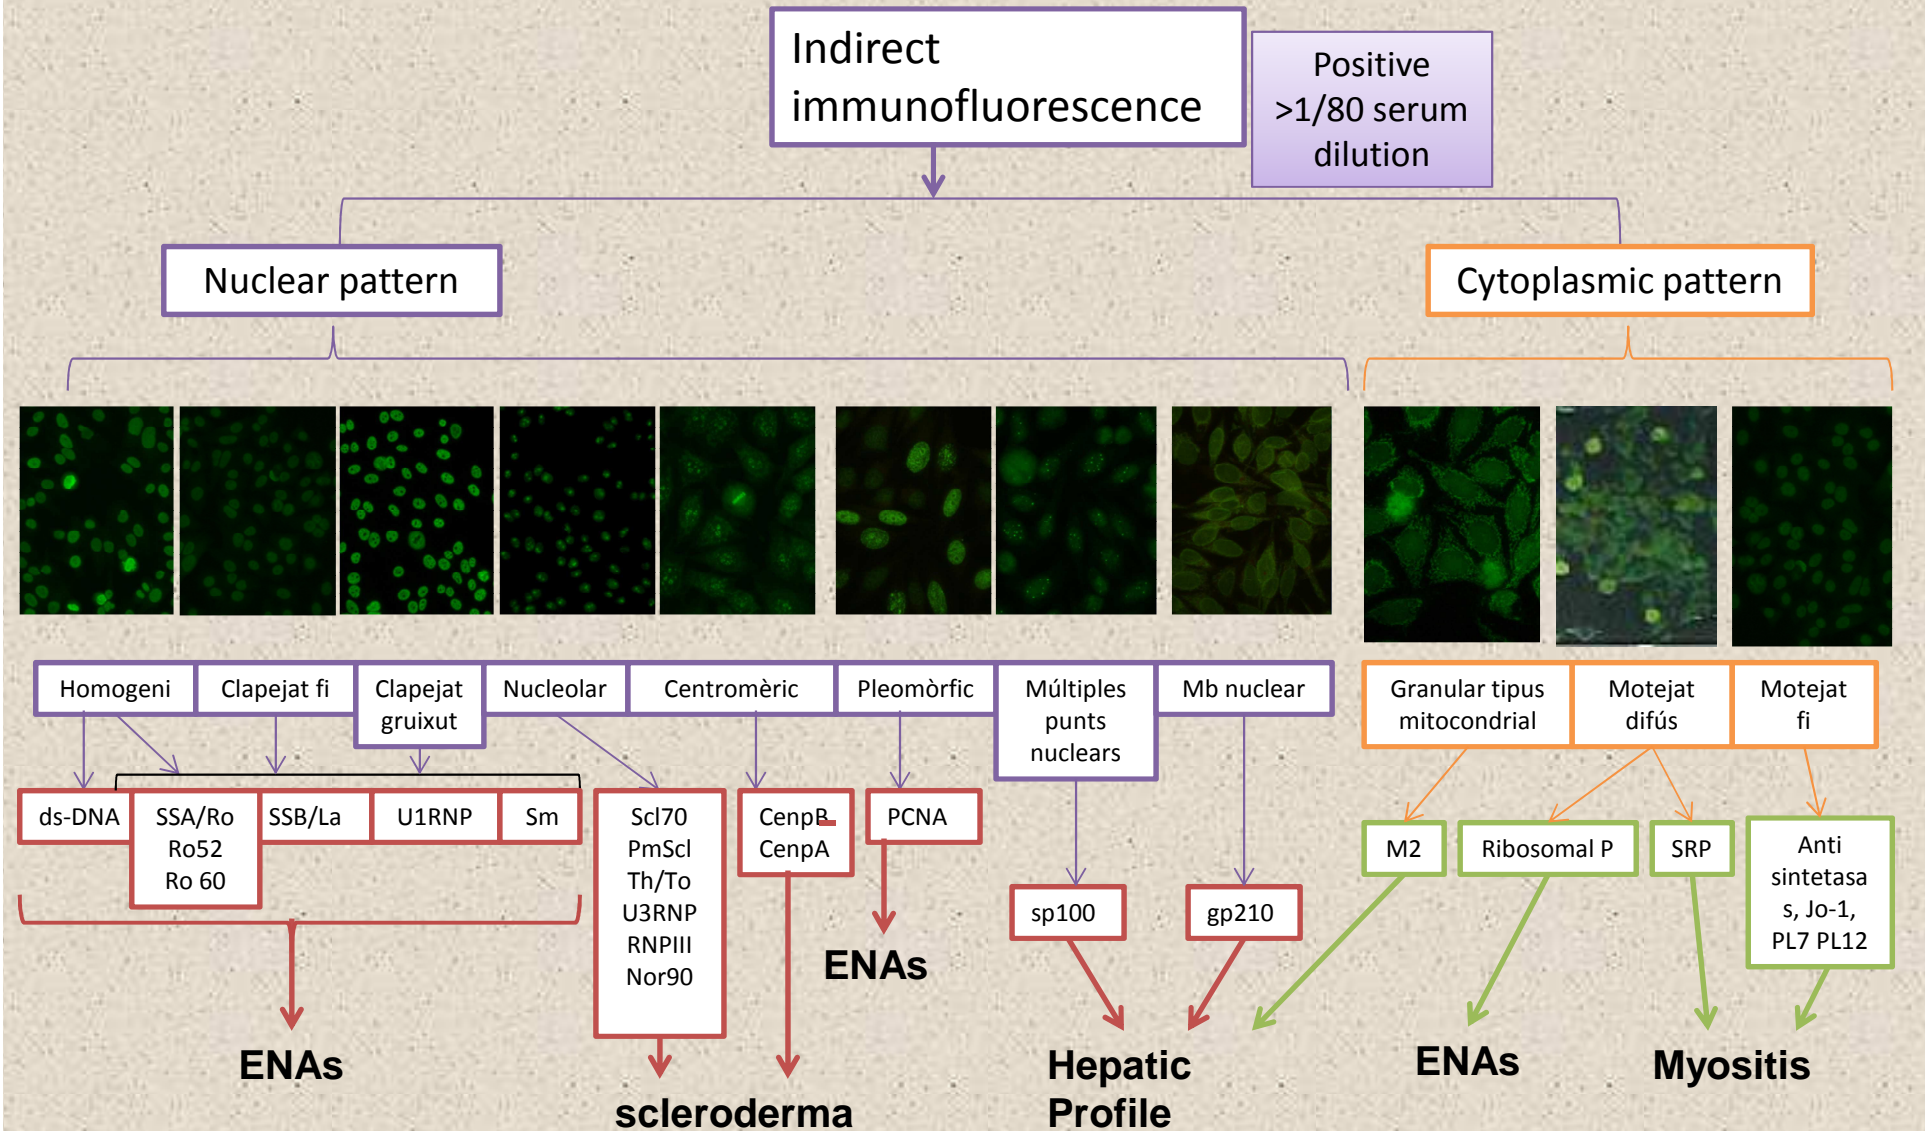 Indirect
immunofluorescence
Positive
>1/80 serum
dilution
Nuclear pattern
Cytoplasmic pattern
Homogeni
Clapejat fi
Clapejat
gruixut
Nucleolar
Centromèric
Pleomòrfic
Múltiples
punts
nuclears
Mb nuclear
Granular tipus
mitocondrial
Motejat
difús
Motejat
fi
ds-DNA
SSA/Ro
Ro52
Ro 60
SSB/La
U1RNP
Sm
Scl70
PmScl
Th/To
U3RNP
RNPIII
Nor90
CenpB
CenpA
PCNA
sp100
gp210
M2
Ribosomal P
SRP
Anti
sintetasa
s, Jo-1,
PL7 PL12
ENAs
scleroderma
ENAs
Hepatic
Profile
ENAs
Myositis